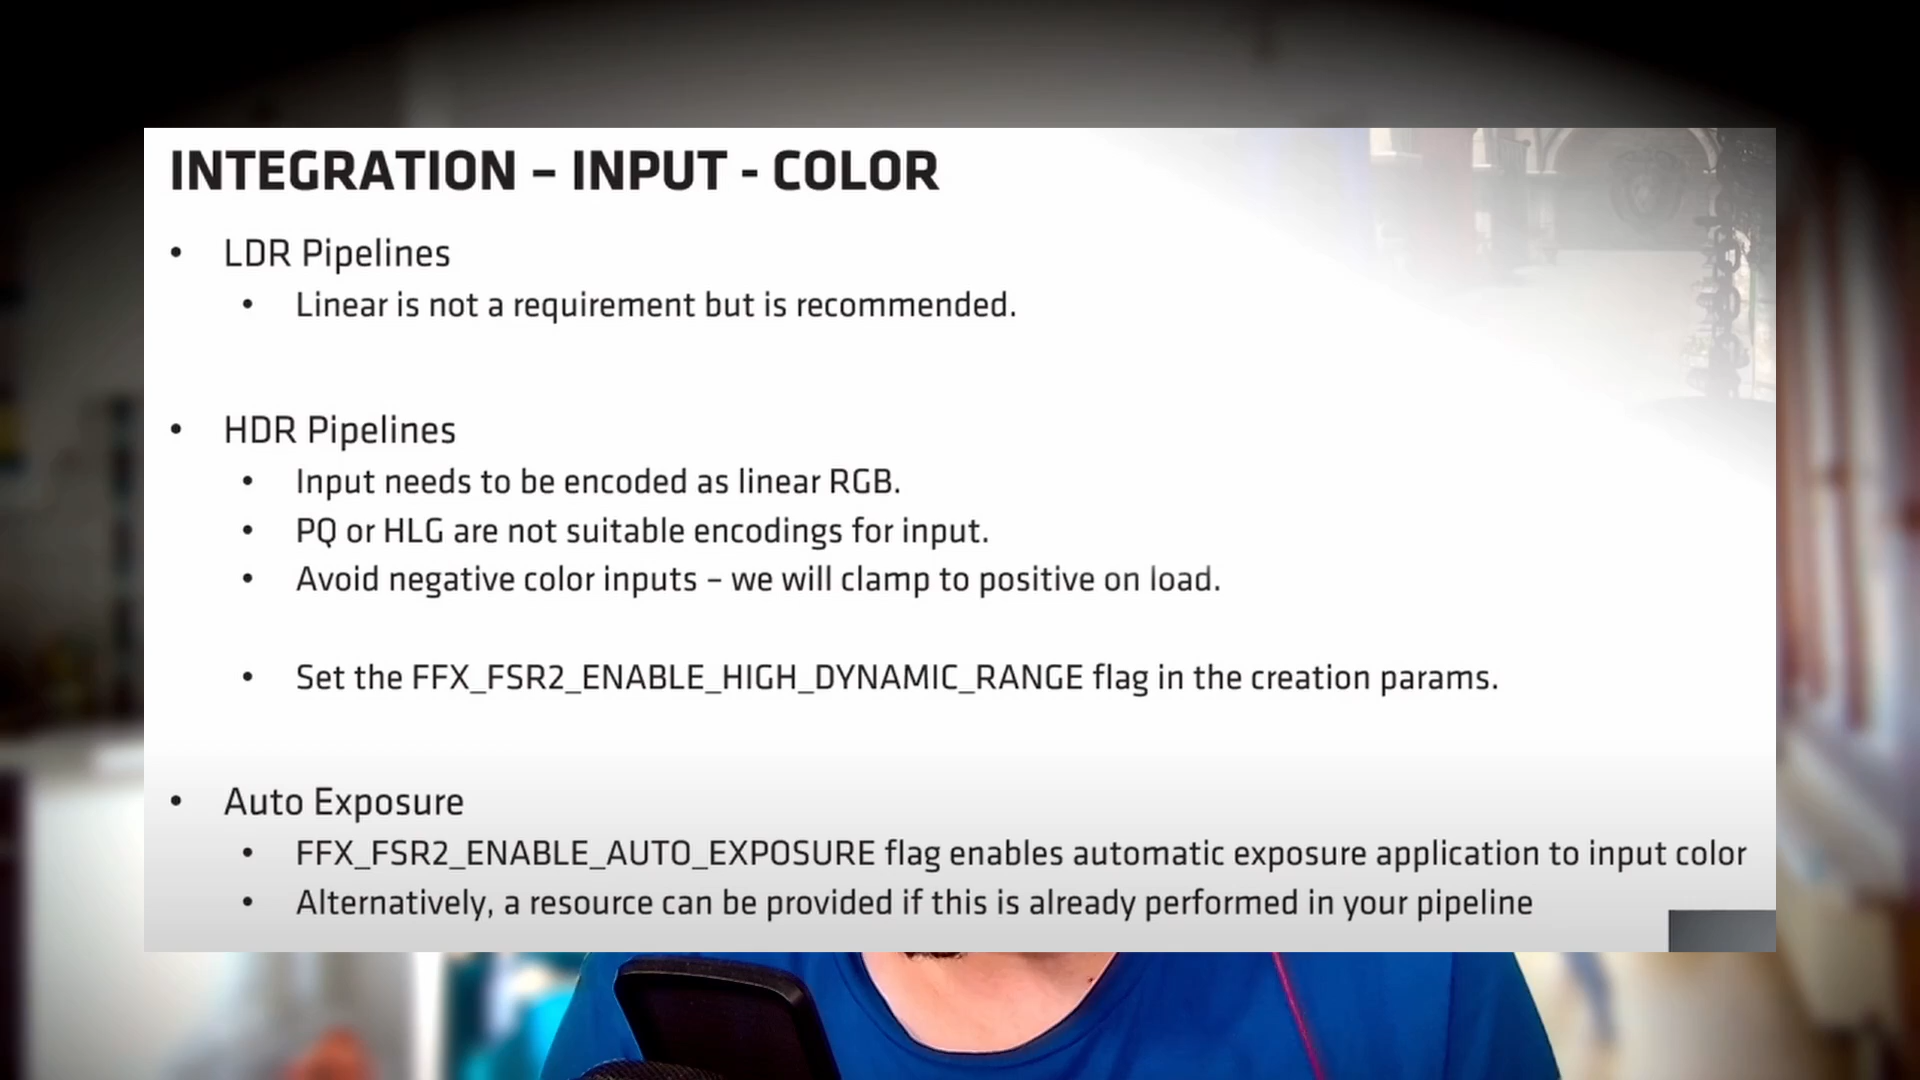 INTEGRATION – INPUT - COLOR
• LDR Pipelines
• Linear is not a requirement but is recommended.
• HDR Pipelines
• Input needs to be encoded as linear RGB.
• PQ or HLG are not suitable encodings for input.
• Avoid negative color inputs – we will clamp to positive on load.
• Set the FFX_FSR2_ENABLE_HIGH_DYNAMIC_RANGE flag in the creation params.
• Auto Exposure
• FFX_FSR2_ENABLE_AUTO_EXPOSURE flag enables automatic exposure application to input color
• Alternatively, a resource can be provided if this is already performed in your pipeline